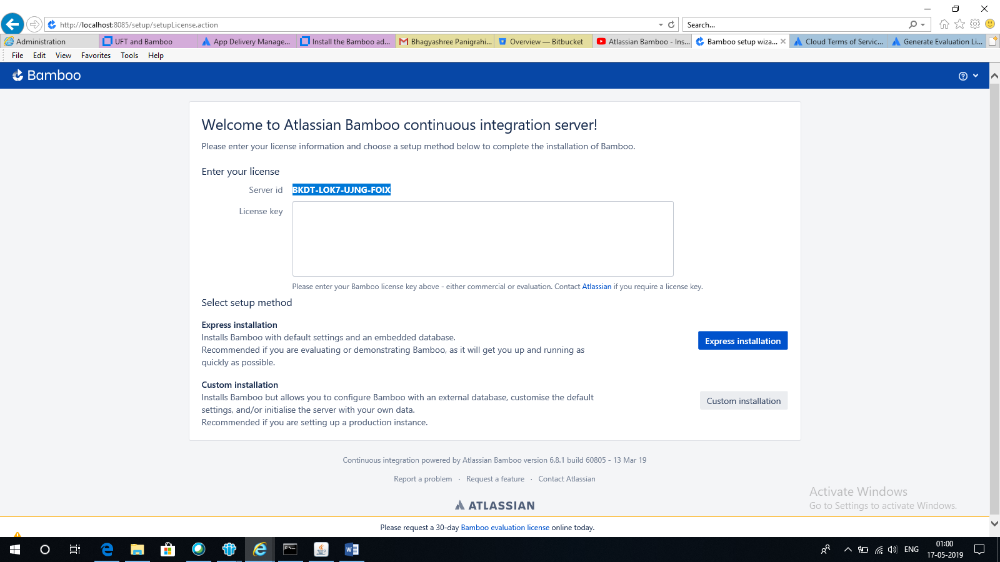 http://localhost:8085/setup/setupLicense.action
Search...
Administration
UFT and Bamboo
App Delivery Manage...
Install the Bamboo ad...
Bhagyashree Panigrahi...
Overview — Bitbucket
Atlassian Bamboo - Ins...
Bamboo setup wiza...
Cloud Terms of Servic...
Generate Evaluation Li...
File Edit View Favorites Tools Help
Bamboo
Welcome to Atlassian Bamboo continuous integration server!
Please enter your license information and choose a setup method below to complete the installation of Bamboo.
Enter your license
Server id BKDT-LOK7-UJNG-FOIX
License key
Please enter your Bamboo license key above - either commercial or evaluation. Contact Atlassian if you require a license key.
Select setup method
Express installation
Installs Bamboo with default settings and an embedded database.
Recommended if you are evaluating or demonstrating Bamboo, as it will get you up and running as
quickly as possible.
Express installation
Custom installation
Installs Bamboo but allows you to configure Bamboo with an external database, customise the default
settings, and/or initialise the server with your own data.
Recommended if you are setting up a production instance.
Custom installation
Continuous integration powered by Atlassian Bamboo version 6.8.1 build 60805 - 13 Mar 19
Report a problem · Request a feature · Contact Atlassian
ATLASSIAN
Activate Windows
Go to Settings to activate Windows.
Please request a 30-day Bamboo evaluation license online today.
ENG
01:00
17-05-2019